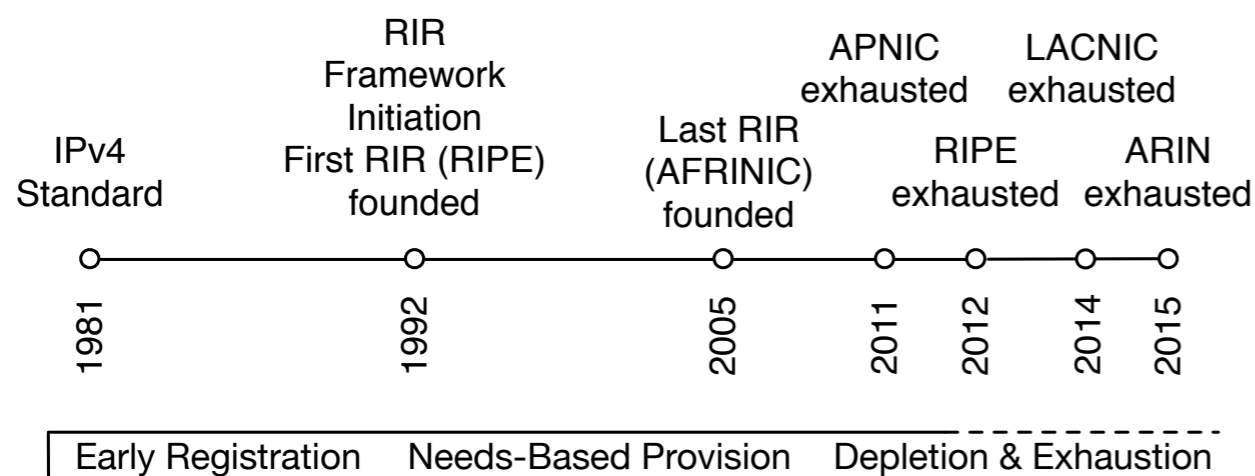 IPv4
Standard
RIR
Framework
Initiation
First RIR (RIPE)
founded
Last RIR
(AFRINIC)
founded
APNIC
exhausted
RIPE
exhausted
LACNIC
exhausted
ARIN
exhausted
1981
1992
2005
2011
2012
2014
2015
Early Registration Needs-Based Provision Depletion & Exhaustion